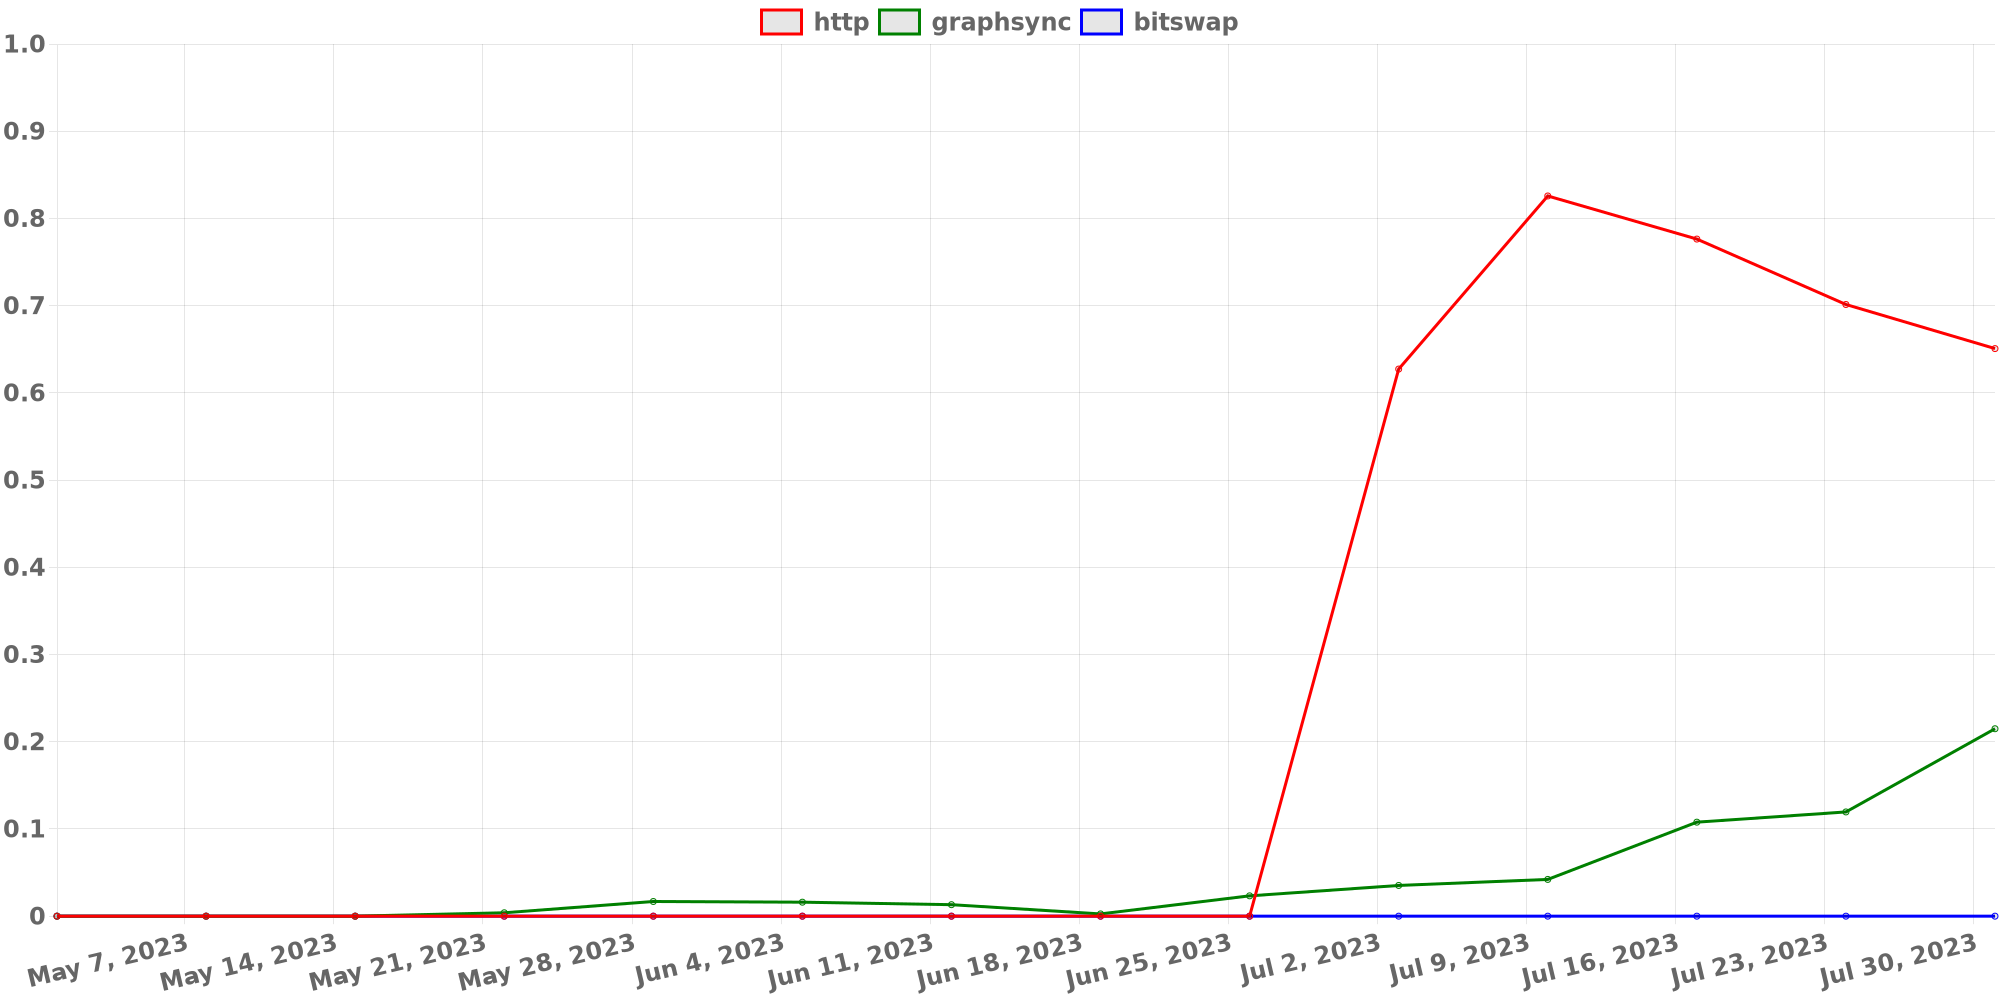 http graphsync bitswap
1.0
0.9
0.8
0.7
0.6
0.5
0.4
0.3
0.2
0.1
0
May 7, 2023
May 14, 2023
May 21, 2023
May 28, 2023
Jun 4, 2023
Jun 11, 2023
Jun 18, 2023
Jun 25, 2023
Jul 2, 2023
Jul 9, 2023
Jul 16, 2023
Jul 23, 2023
Jul 30, 2023